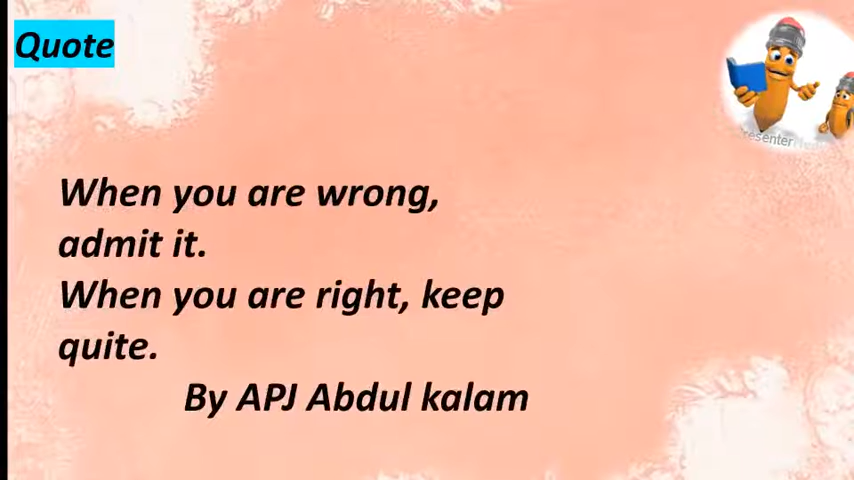 Quote
When you are wrong,
admit it.
When you are right, keep
quite.
By APJ Abdul kalam